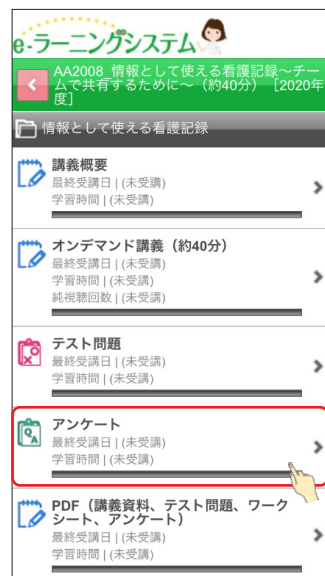 e-ラーニングシステム
AA2008_情報として使える看護記録～チー
ムで共有するために～（約40分）［2020年
度］
情報として使える看護記録
講義概要
最終受講日 | (未受講)
学習時間 | (未受講)
オンデマンド講義（約40分）
最終受講日 | (未受講)
学習時間 | (未受講)
純視聴回数 | (未受講)
テスト問題
最終受講日 | (未受講)
学習時間 | (未受講)
アンケート
最終受講日 | (未受講)
学習時間 | (未受講)
PDF（講義資料、テスト問題、ワーク
シート、アンケート）
最終受講日 | (未受講)
学習時間 | (未受講)